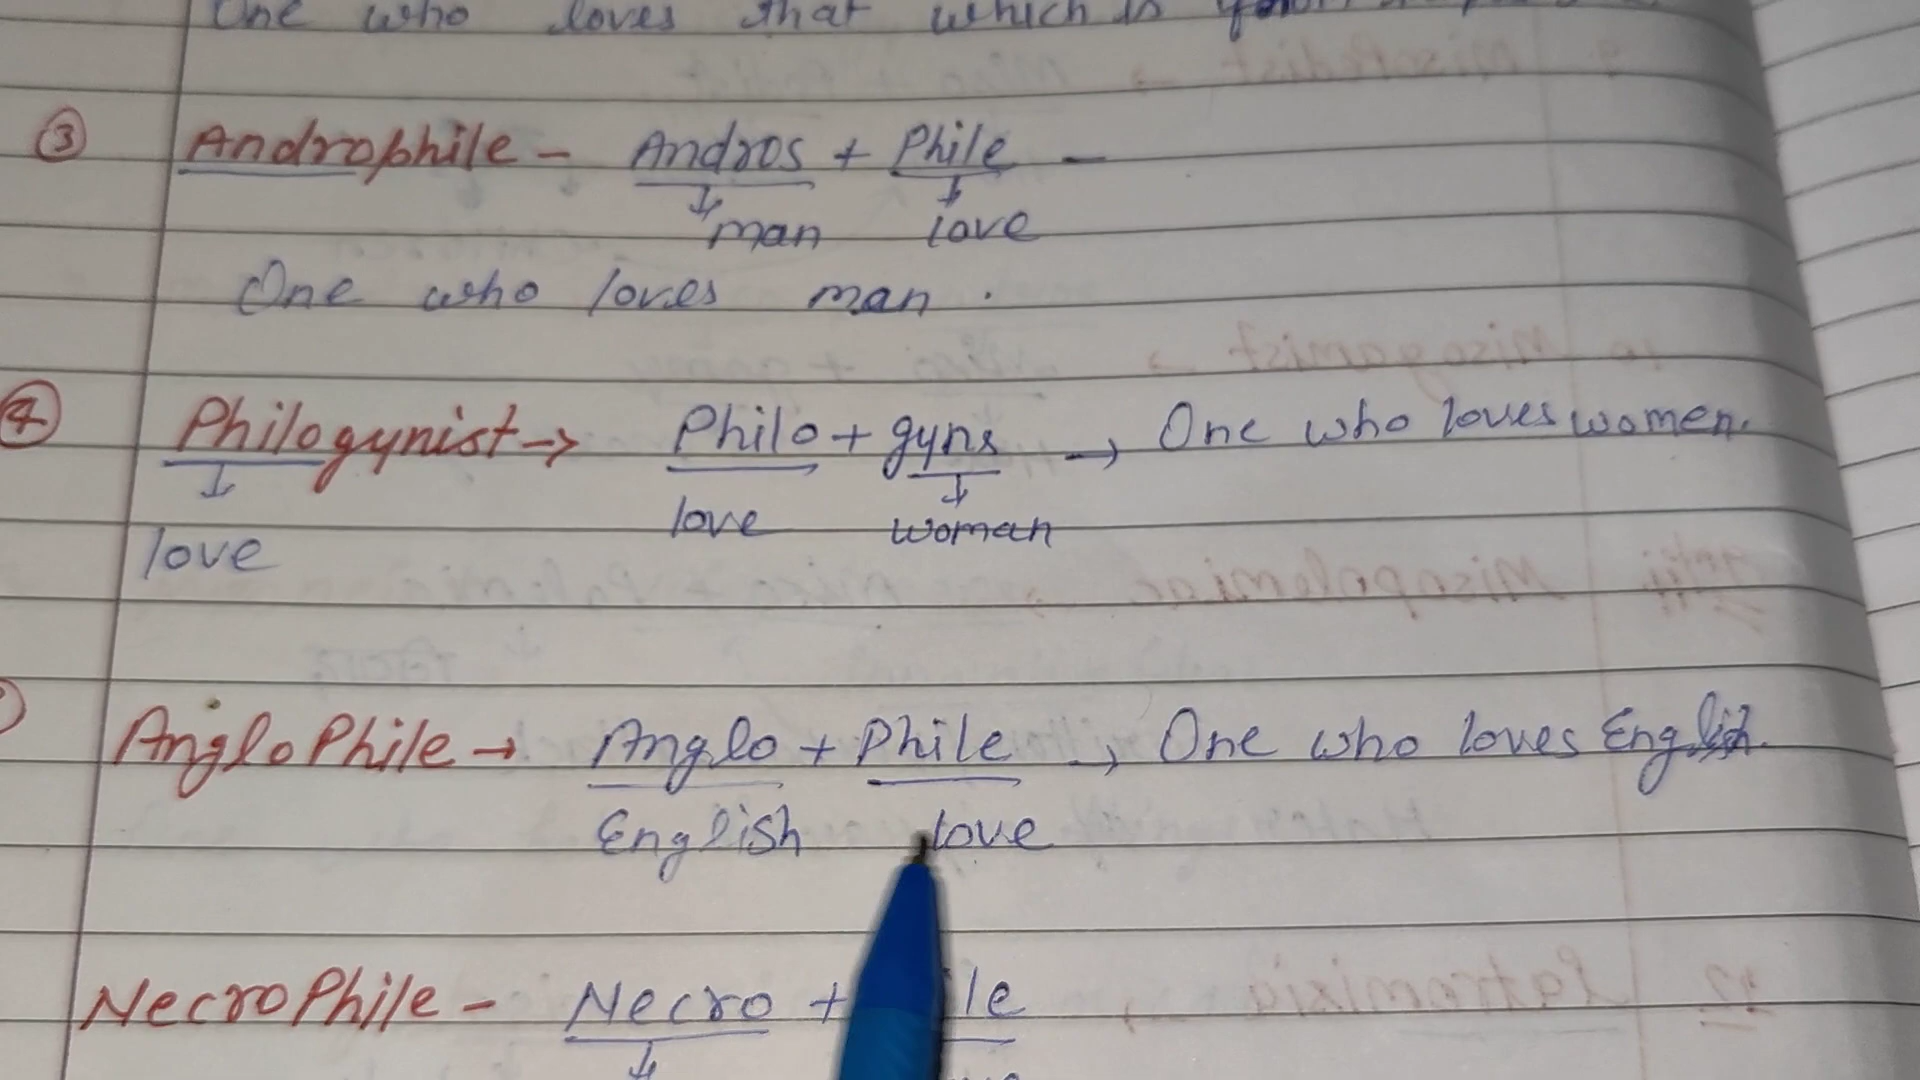 One who loves that which is
③ Androphile - Andros + Phile -
man love
One who loves man.
④ Philogynist → Philo + gyns → One who loves women.
love love woman
AngloPhile → Anglo + Phile → One who loves English.
English love
NecroPhile - Necro + le